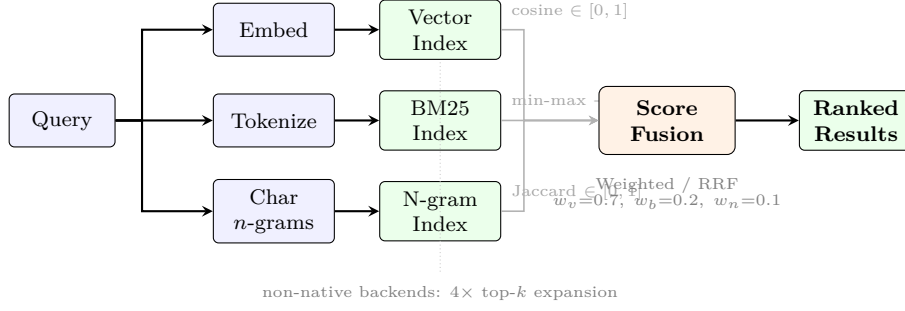 cosine ∈ [0, 1]
Embed
Vector
Index
Query
Tokenize
BM25
Index
min-max
Score
Fusion
Ranked
Results
Char
n-grams
N-gram
Index
Jaccard ∈ [0, 1]
Weighted / RRF
w_v=0.7, w_b=0.2, w_n=0.1
non-native backends: 4× top-k expansion